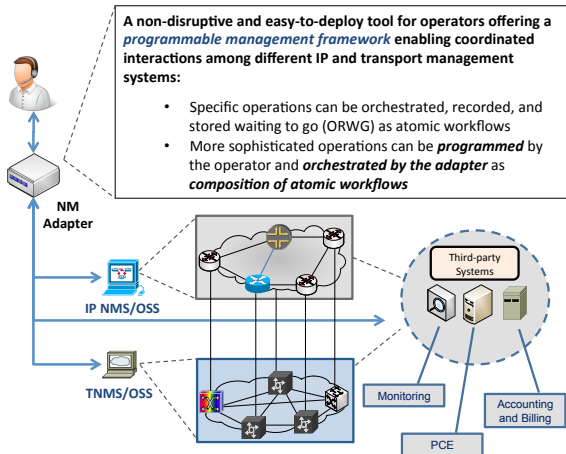 A non-disruptive and easy-to-deploy tool for operators offering a
programmable management framework enabling coordinated
interactions among different IP and transport management
systems:
• Specific operations can be orchestrated, recorded, and
stored waiting to go (ORWG) as atomic workflows
• More sophisticated operations can be programmed by
the operator and orchestrated by the adapter as
composition of atomic workflows
NM
Adapter
Third-party
Systems
IP NMS/OSS
TNMS/OSS
Monitoring
Accounting
and Billing
PCE